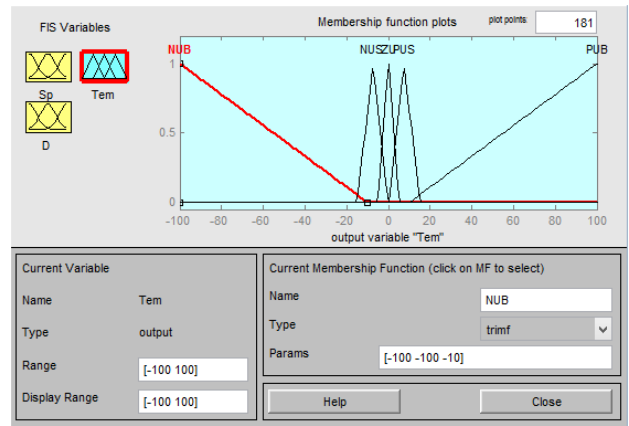 FIS Variables
Membership function plots
plot points:
181
Sp
Tem
D
NUB
NUS
ZU
PUS
PUB
1
0.5
0
-100 -80 -60 -40 -20 0 20 40 60 80 100
output variable "Tem"
Current Variable
Name Tem
Type output
Range [-100 100]
Display Range [-100 100]
Current Membership Function (click on MF to select)
Name NUB
Type trimf
Params [-100 -100 -10]
Help
Close